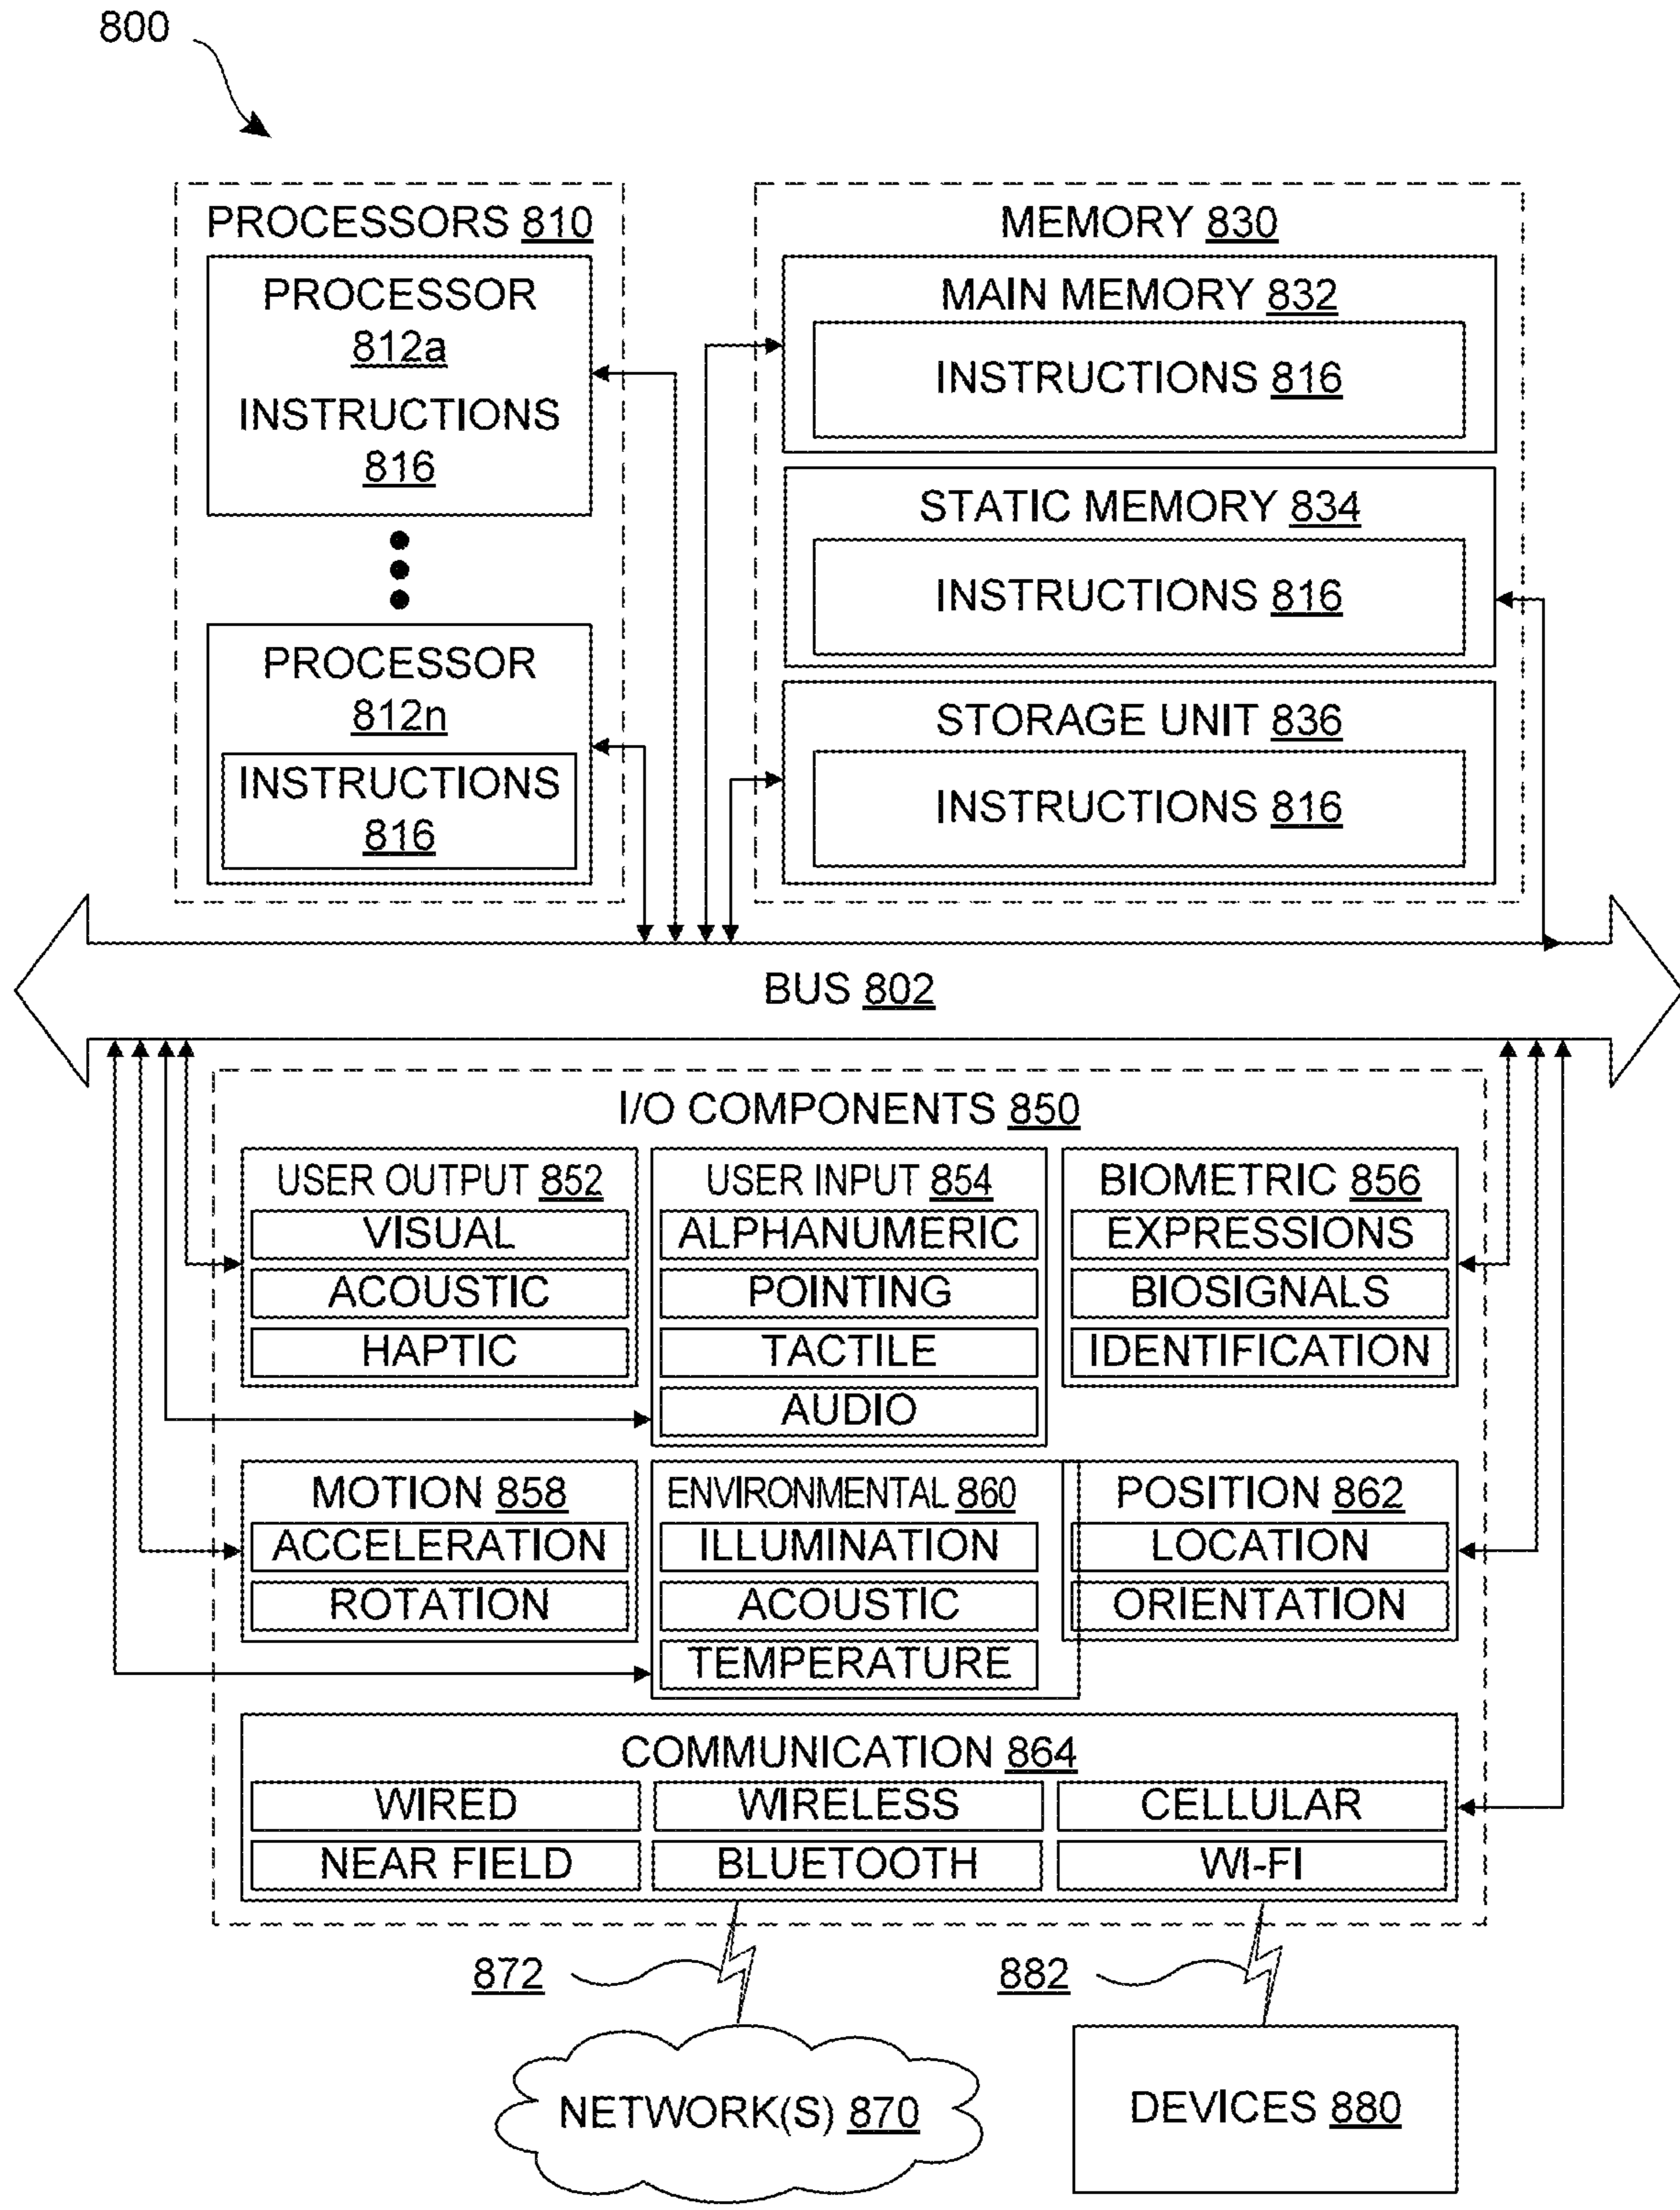 800
PROCESSORS 810
PROCESSOR
812a
INSTRUCTIONS
816
PROCESSOR
812n
INSTRUCTIONS
816
MEMORY 830
MAIN MEMORY 832
INSTRUCTIONS 816
STATIC MEMORY 834
INSTRUCTIONS 816
STORAGE UNIT 836
INSTRUCTIONS 816
BUS 802
I/O COMPONENTS 850
USER OUTPUT 852
VISUAL
ACOUSTIC
HAPTIC
USER INPUT 854
ALPHANUMERIC
POINTING
TACTILE
AUDIO
BIOMETRIC 856
EXPRESSIONS
BIOSIGNALS
IDENTIFICATION
MOTION 858
ACCELERATION
ROTATION
ENVIRONMENTAL 860
ILLUMINATION
ACOUSTIC
TEMPERATURE
POSITION 862
LOCATION
ORIENTATION
COMMUNICATION 864
WIRED
WIRELESS
CELLULAR
NEAR FIELD
BLUETOOTH
WI-FI
872
882
NETWORK(S) 870
DEVICES 880